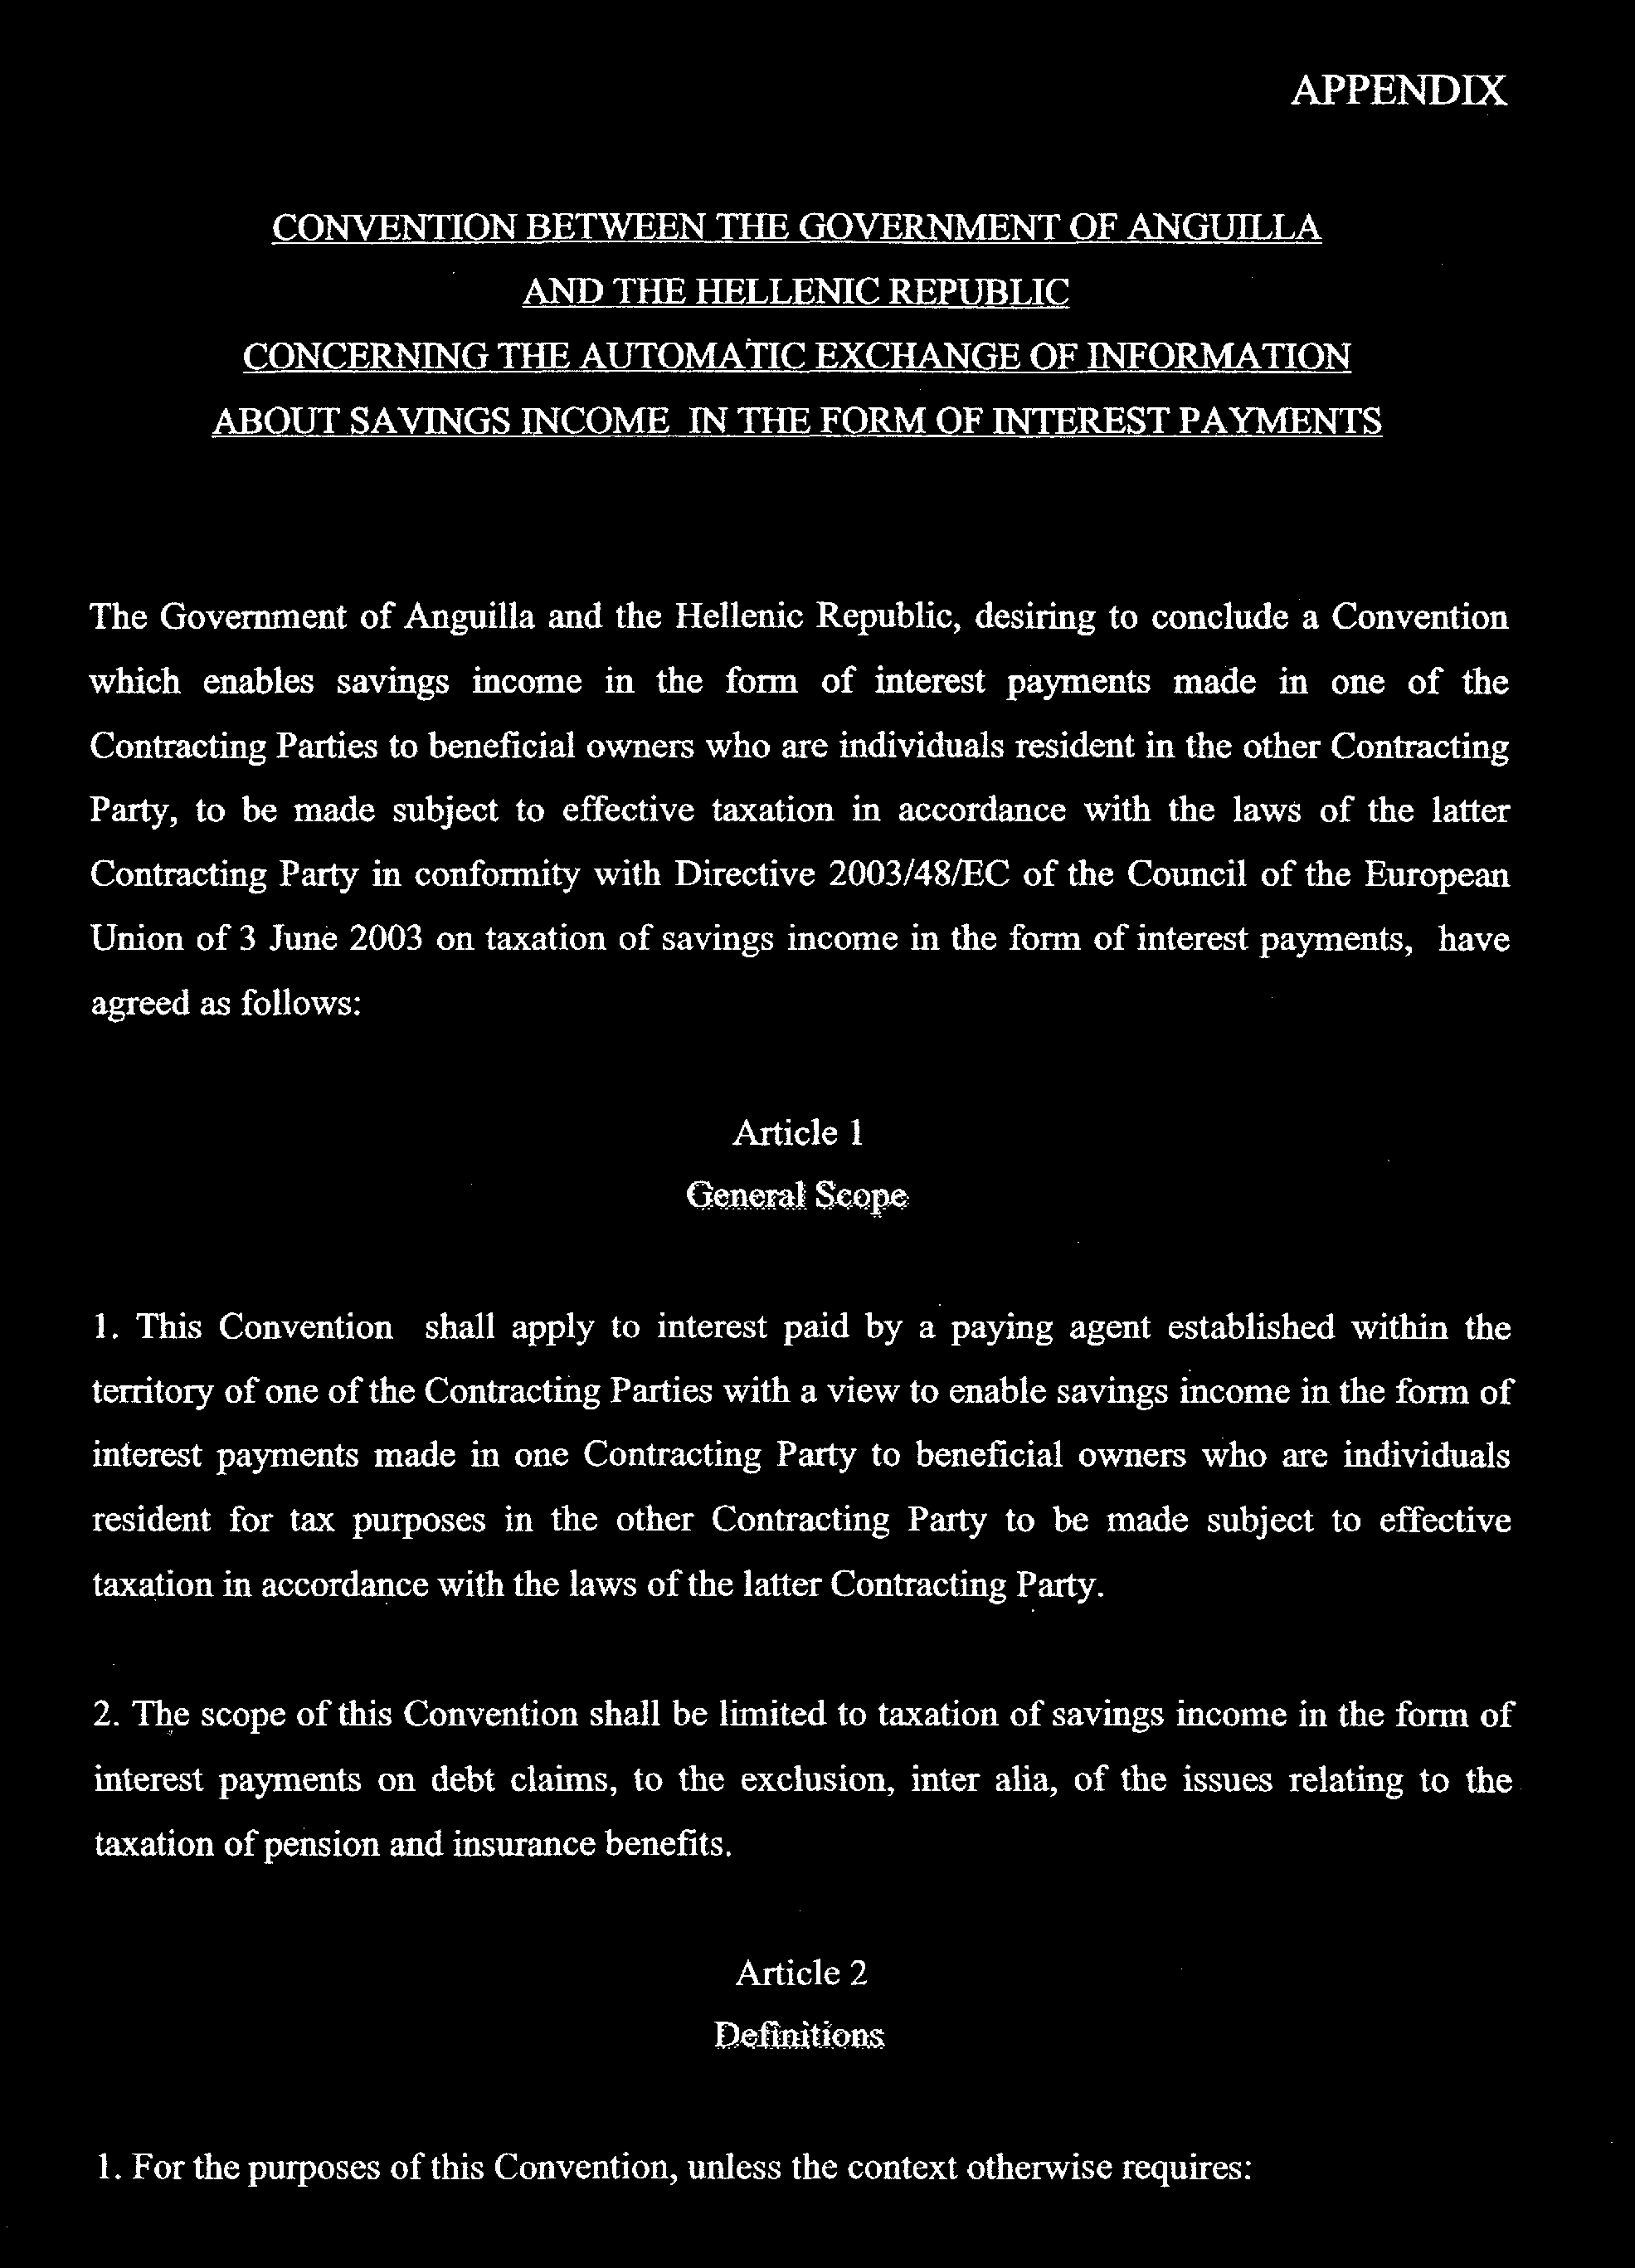 APPENDIX
CONVENTION BETWEEN THE GOVERNMENT OF ANGUILLA
AND THE HELLENIC REPUBLIC
CONCERNING THE AUTOMATIC EXCHANGE OF INFORMATION
ABOUT SAVINGS INCOME IN THE FORM OF INTEREST PAYMENTS
The Government of Anguilla and the Hellenic Republic, desiring to conclude a Convention
which enables savings income in the form of interest payments made in one of the
Contracting Parties to beneficial owners who are individuals resident in the other Contracting
Party, to be made subject to effective taxation in accordance with the laws of the latter
Contracting Party in conformity with Directive 2003/48/EC of the Council of the European
Union of 3 June 2003 on taxation of savings income in the form of interest payments, have
agreed as follows:
Article 1
General Scope
1. This Convention shall apply to interest paid by a paying agent established within the
territory of one of the Contracting Parties with a view to enable savings income in the form of
interest payments made in one Contracting Party to beneficial owners who are individuals
resident for tax purposes in the other Contracting Party to be made subject to effective
taxation in accordance with the laws of the latter Contracting Party.
2. The scope of this Convention shall be limited to taxation of savings income in the form of
interest payments on debt claims, to the exclusion, inter alia, of the issues relating to the
taxation of pension and insurance benefits.
Article 2
Definitions
1. For the purposes of this Convention, unless the context otherwise requires: